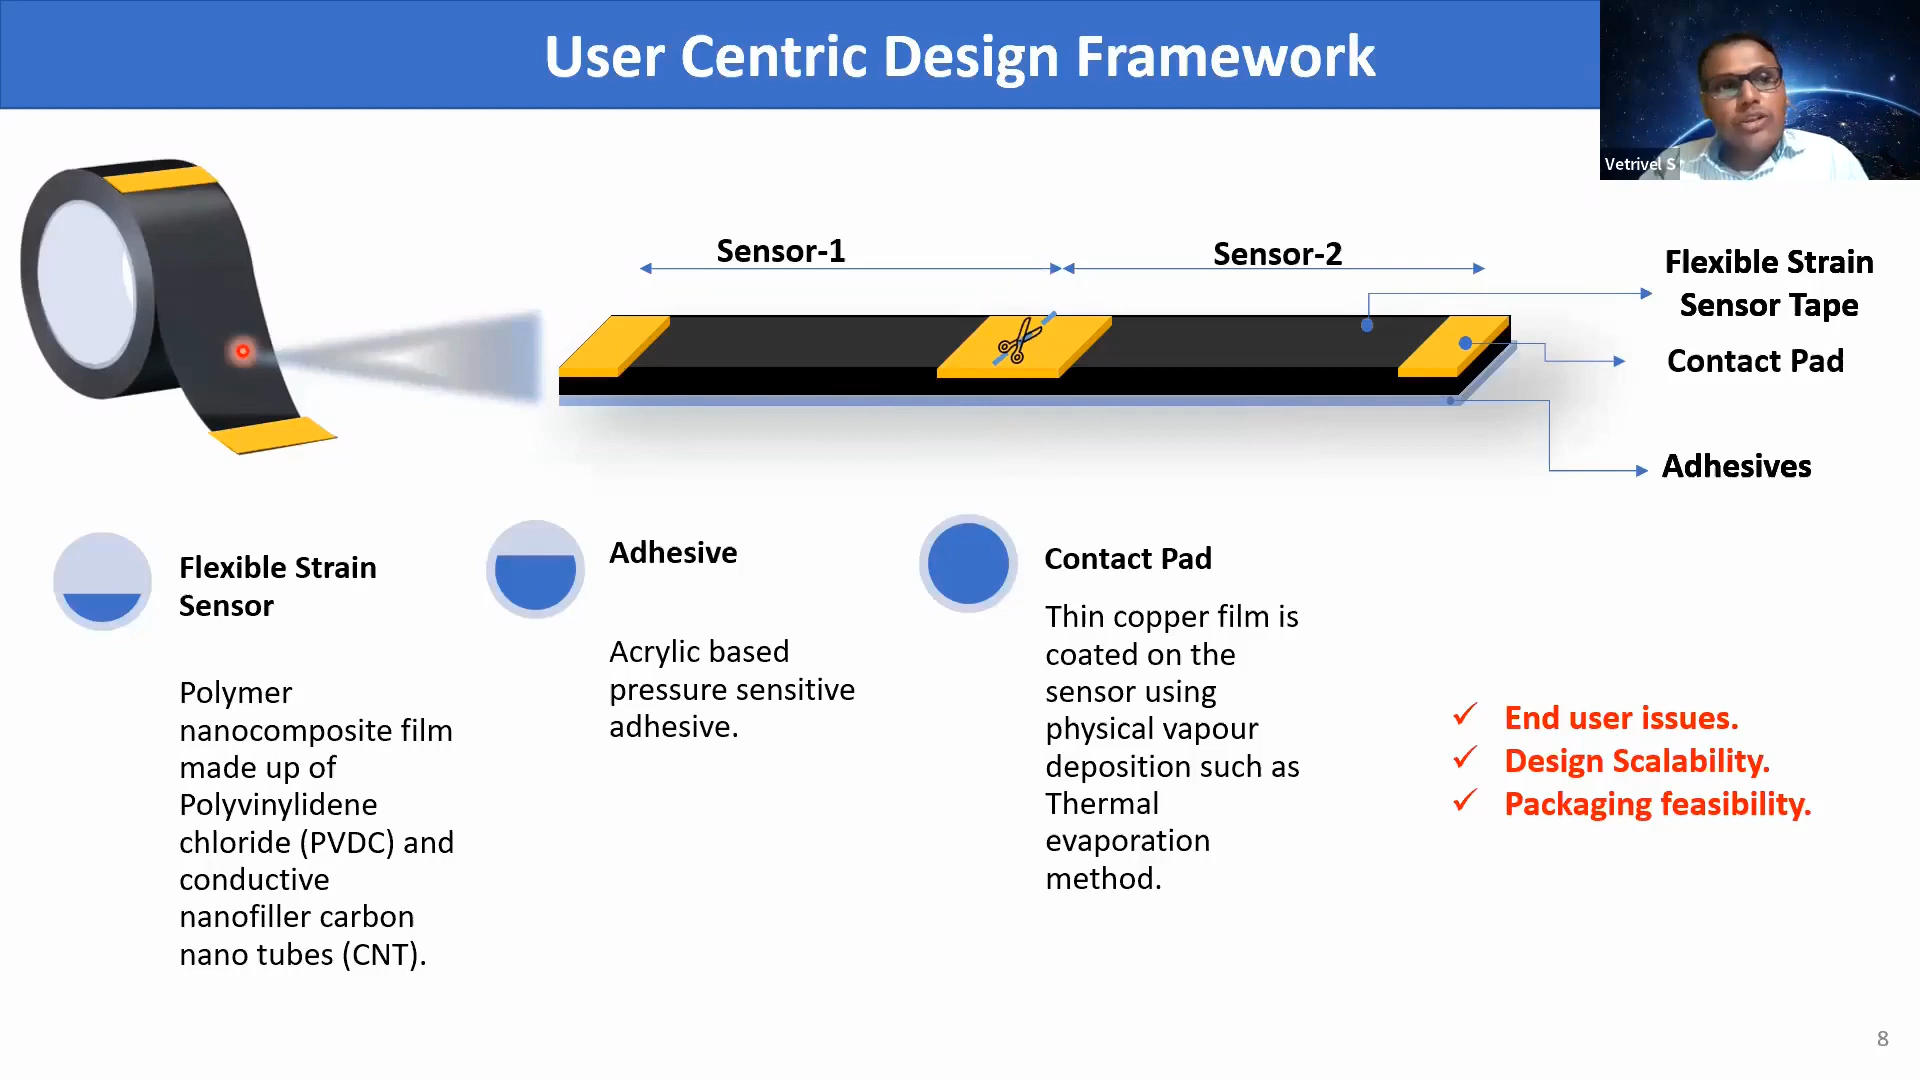 User Centric Design Framework
Vetrivel S
Sensor-1
Sensor-2
Flexible Strain
Sensor Tape
Contact Pad
Adhesives
Flexible Strain
Sensor
Polymer
nanocomposite film
made up of
Polyvinylidene
chloride (PVDC) and
conductive
nanofiller carbon
nano tubes (CNT).
Adhesive
Acrylic based
pressure sensitive
adhesive.
Contact Pad
Thin copper film is
coated on the
sensor using
physical vapour
deposition such as
Thermal
evaporation
method.
✓ End user issues.
✓ Design Scalability.
✓ Packaging feasibility.
8